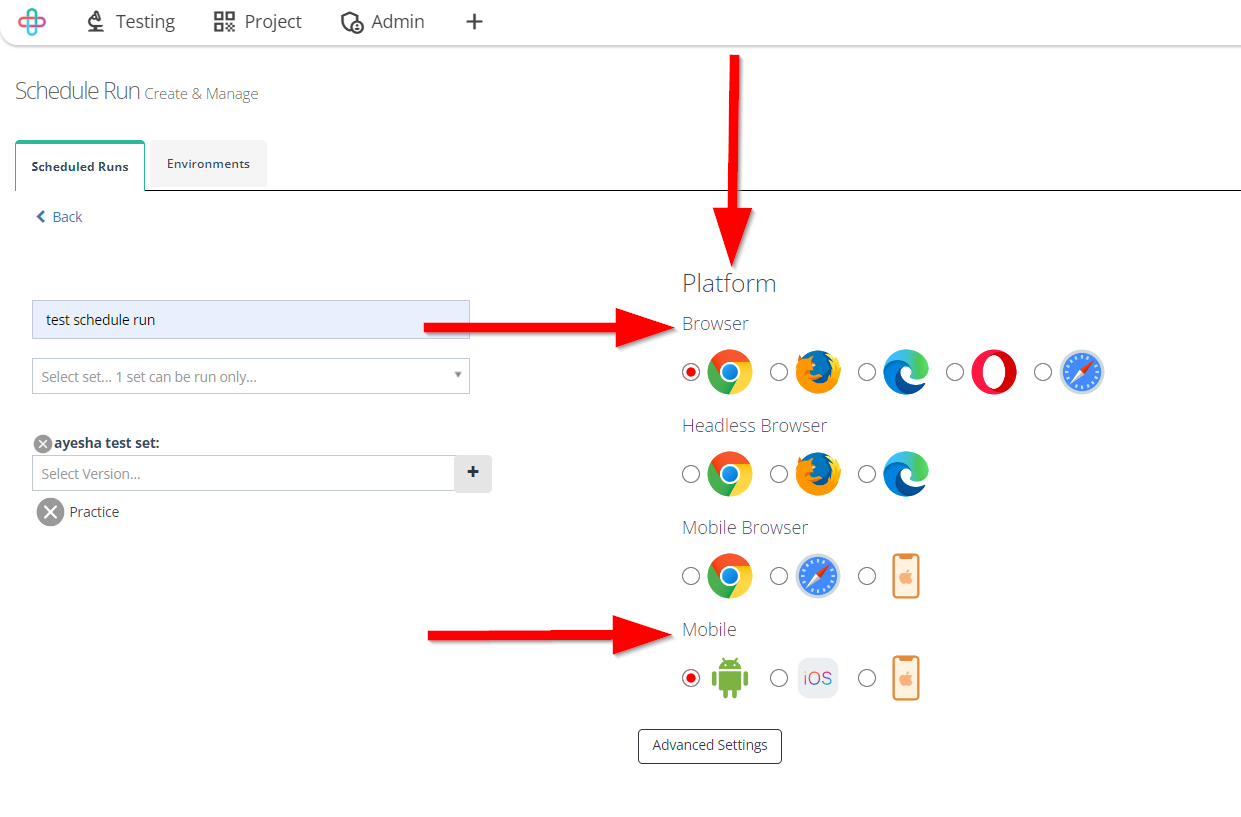 Testing Project Admin
Schedule Run Create & Manage
Scheduled Runs Environments
Back
test schedule run
Select set... 1 set can be run only...
ayesha test set:
Select Version...
Practice
Platform
Browser
Headless Browser
Mobile Browser
Mobile
iOS
Advanced Settings